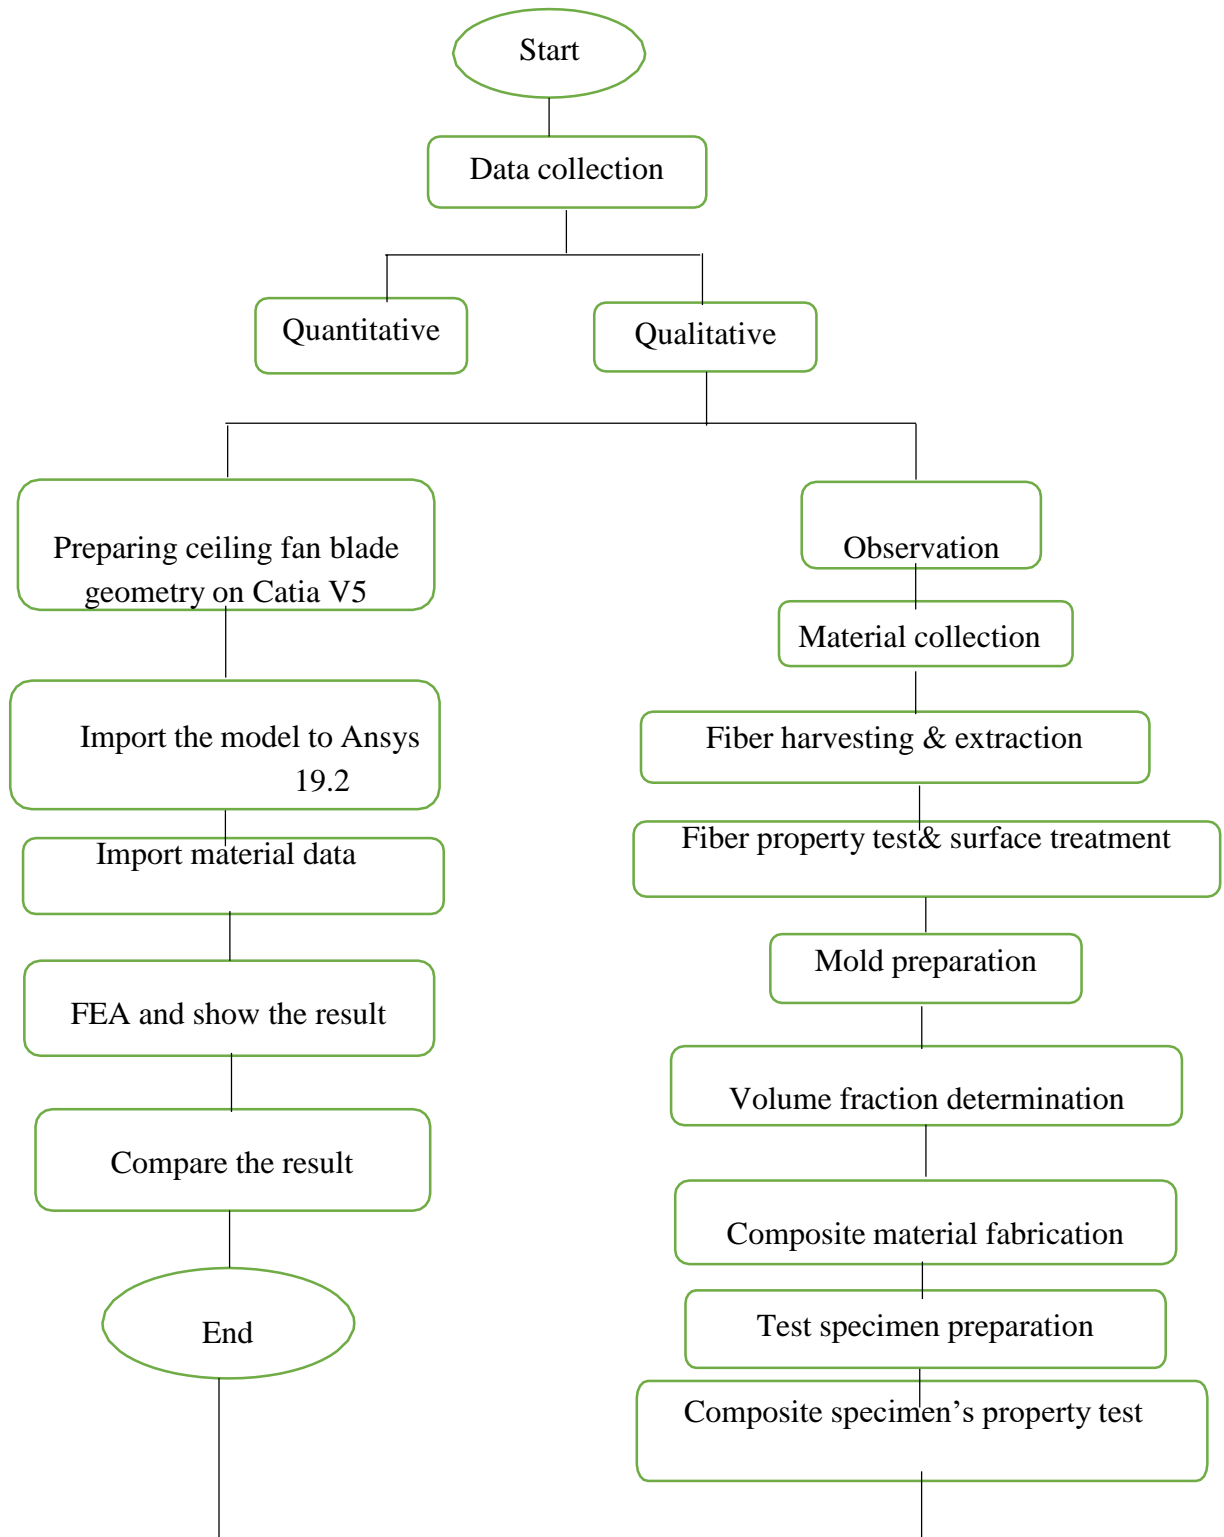 Start
Data collection
Quantitative
Qualitative
Preparing ceiling fan blade
geometry on Catia V5
Import the model to Ansys
19.2
Import material data
FEA and show the result
Compare the result
End
Observation
Material collection
Fiber harvesting & extraction
Fiber property test& surface treatment
Mold preparation
Volume fraction determination
Composite material fabrication
Test specimen preparation
Composite specimen’s property test